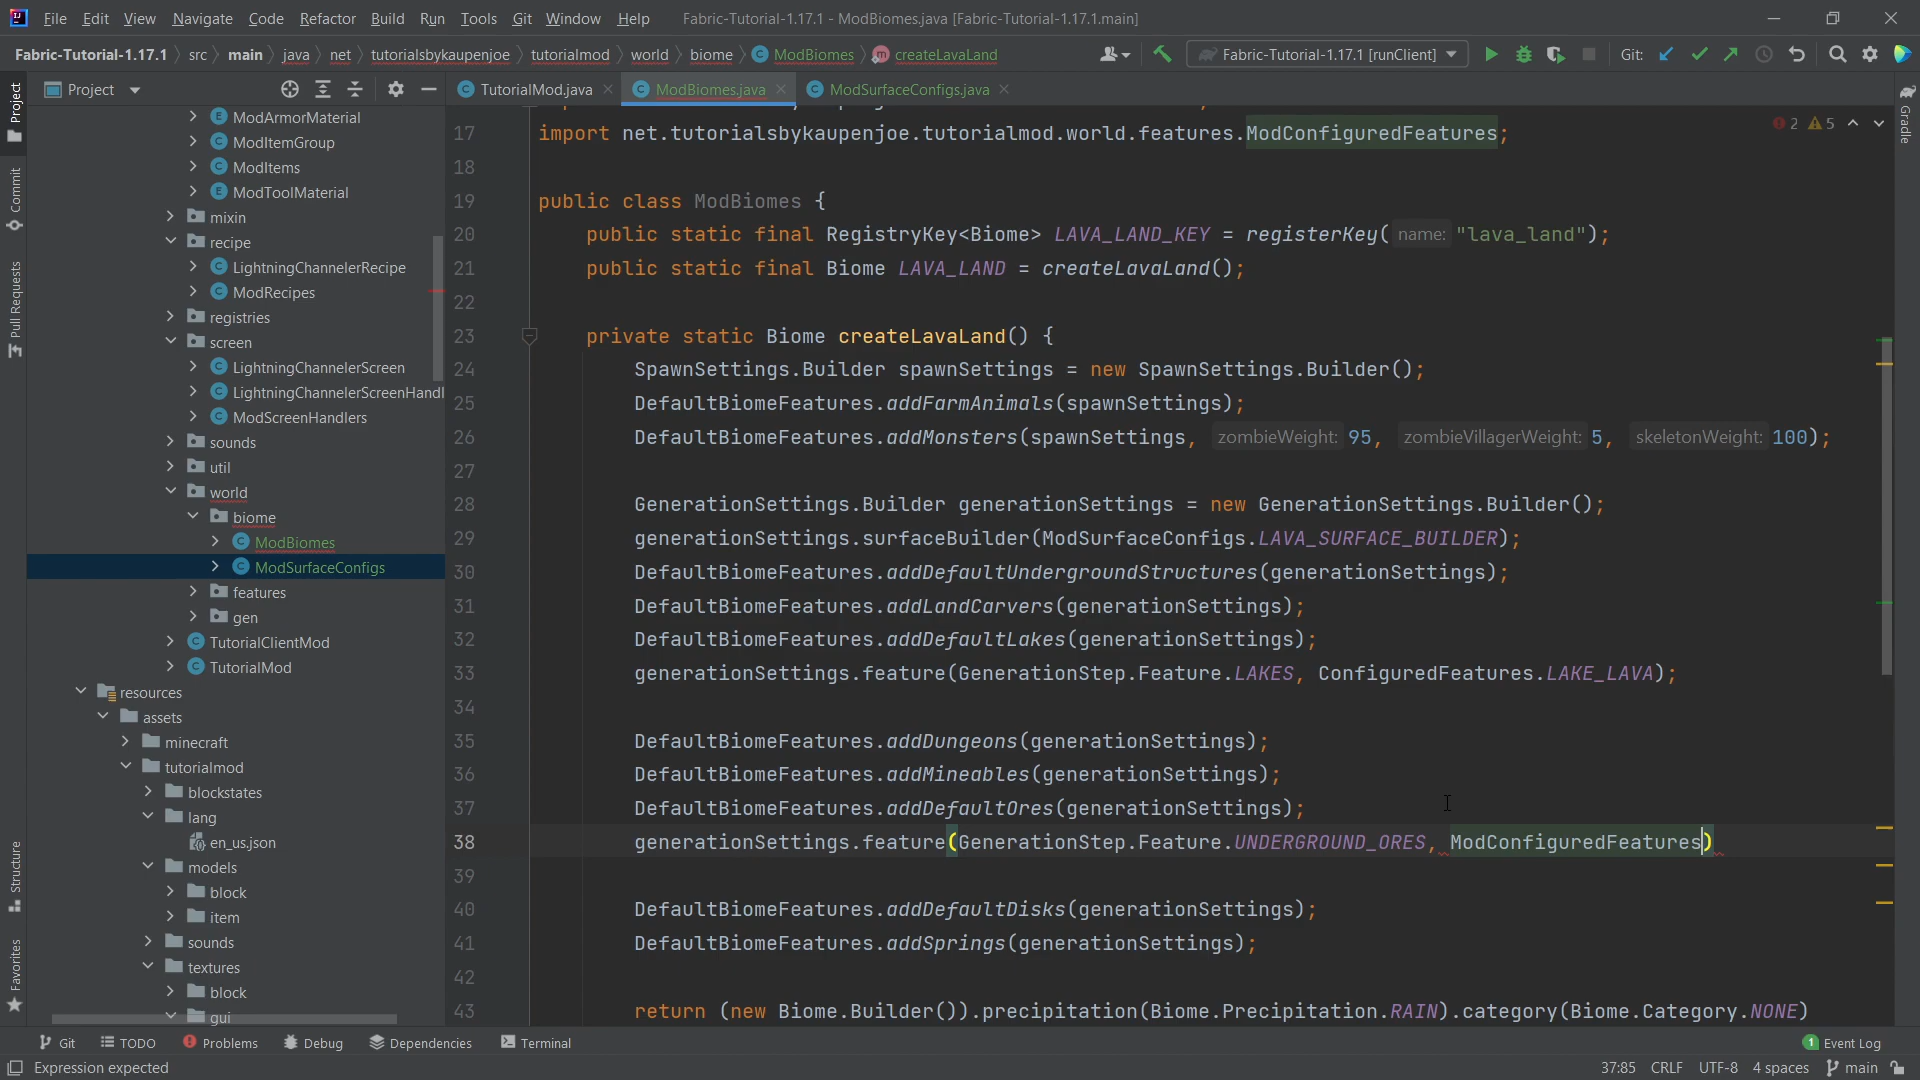 File Edit View Navigate Code Refactor Build Run Tools Git Window Help Fabric-Tutorial-1.17.1 - ModBiomes.java [Fabric-Tutorial-1.17.1.main]
Fabric-Tutorial-1.17.1 src main java net tutorialsbykaupenjoe tutorialmod world biome ModBiomes createLavaLand Fabric-Tutorial-1.17.1 [runClient] Git:
Project
TutorialMod.java ModBiomes.java ModSurfaceConfigs.java
Project
Commit
Pull Requests
Structure
Favorites
Gradle
ModArmorMaterial
ModItemGroup
ModItems
ModToolMaterial
mixin
recipe
LightningChannelerRecipe
ModRecipes
registries
screen
LightningChannelerScreen
LightningChannelerScreenHandl
ModScreenHandlers
sounds
util
world
biome
ModBiomes
ModSurfaceConfigs
features
gen
TutorialClientMod
TutorialMod
resources
assets
minecraft
tutorialmod
blockstates
lang
en_us.json
models
block
item
sounds
textures
block
gui
2 5
17 import net.tutorialsbykaupenjoe.tutorialmod.world.features.ModConfiguredFeatures;
18
19 public class ModBiomes {
20 public static final RegistryKey<Biome> LAVA_LAND_KEY = registerKey( name: "lava_land");
21 public static final Biome LAVA_LAND = createLavaLand();
22
23 private static Biome createLavaLand() {
24 SpawnSettings.Builder spawnSettings = new SpawnSettings.Builder();
25 DefaultBiomeFeatures.addFarmAnimals(spawnSettings);
26 DefaultBiomeFeatures.addMonsters(spawnSettings, zombieWeight: 95, zombieVillagerWeight: 5, skeletonWeight: 100);
27
28 GenerationSettings.Builder generationSettings = new GenerationSettings.Builder();
29 generationSettings.surfaceBuilder(ModSurfaceConfigs.LAVA_SURFACE_BUILDER);
30 DefaultBiomeFeatures.addDefaultUndergroundStructures(generationSettings);
31 DefaultBiomeFeatures.addLandCarvers(generationSettings);
32 DefaultBiomeFeatures.addDefaultLakes(generationSettings);
33 generationSettings.feature(GenerationStep.Feature.LAKES, ConfiguredFeatures.LAKE_LAVA);
34
35 DefaultBiomeFeatures.addDungeons(generationSettings);
36 DefaultBiomeFeatures.addMineables(generationSettings);
37 DefaultBiomeFeatures.addDefaultOres(generationSettings);
38 generationSettings.feature(GenerationStep.Feature.UNDERGROUND_ORES, ModConfiguredFeatures)
39
40 DefaultBiomeFeatures.addDefaultDisks(generationSettings);
41 DefaultBiomeFeatures.addSprings(generationSettings);
42
43 return (new Biome.Builder()).precipitation(Biome.Precipitation.RAIN).category(Biome.Category.NONE)
Git TODO Problems Debug Dependencies Terminal 1 Event Log
Expression expected 37:85 CRLF UTF-8 4 spaces main